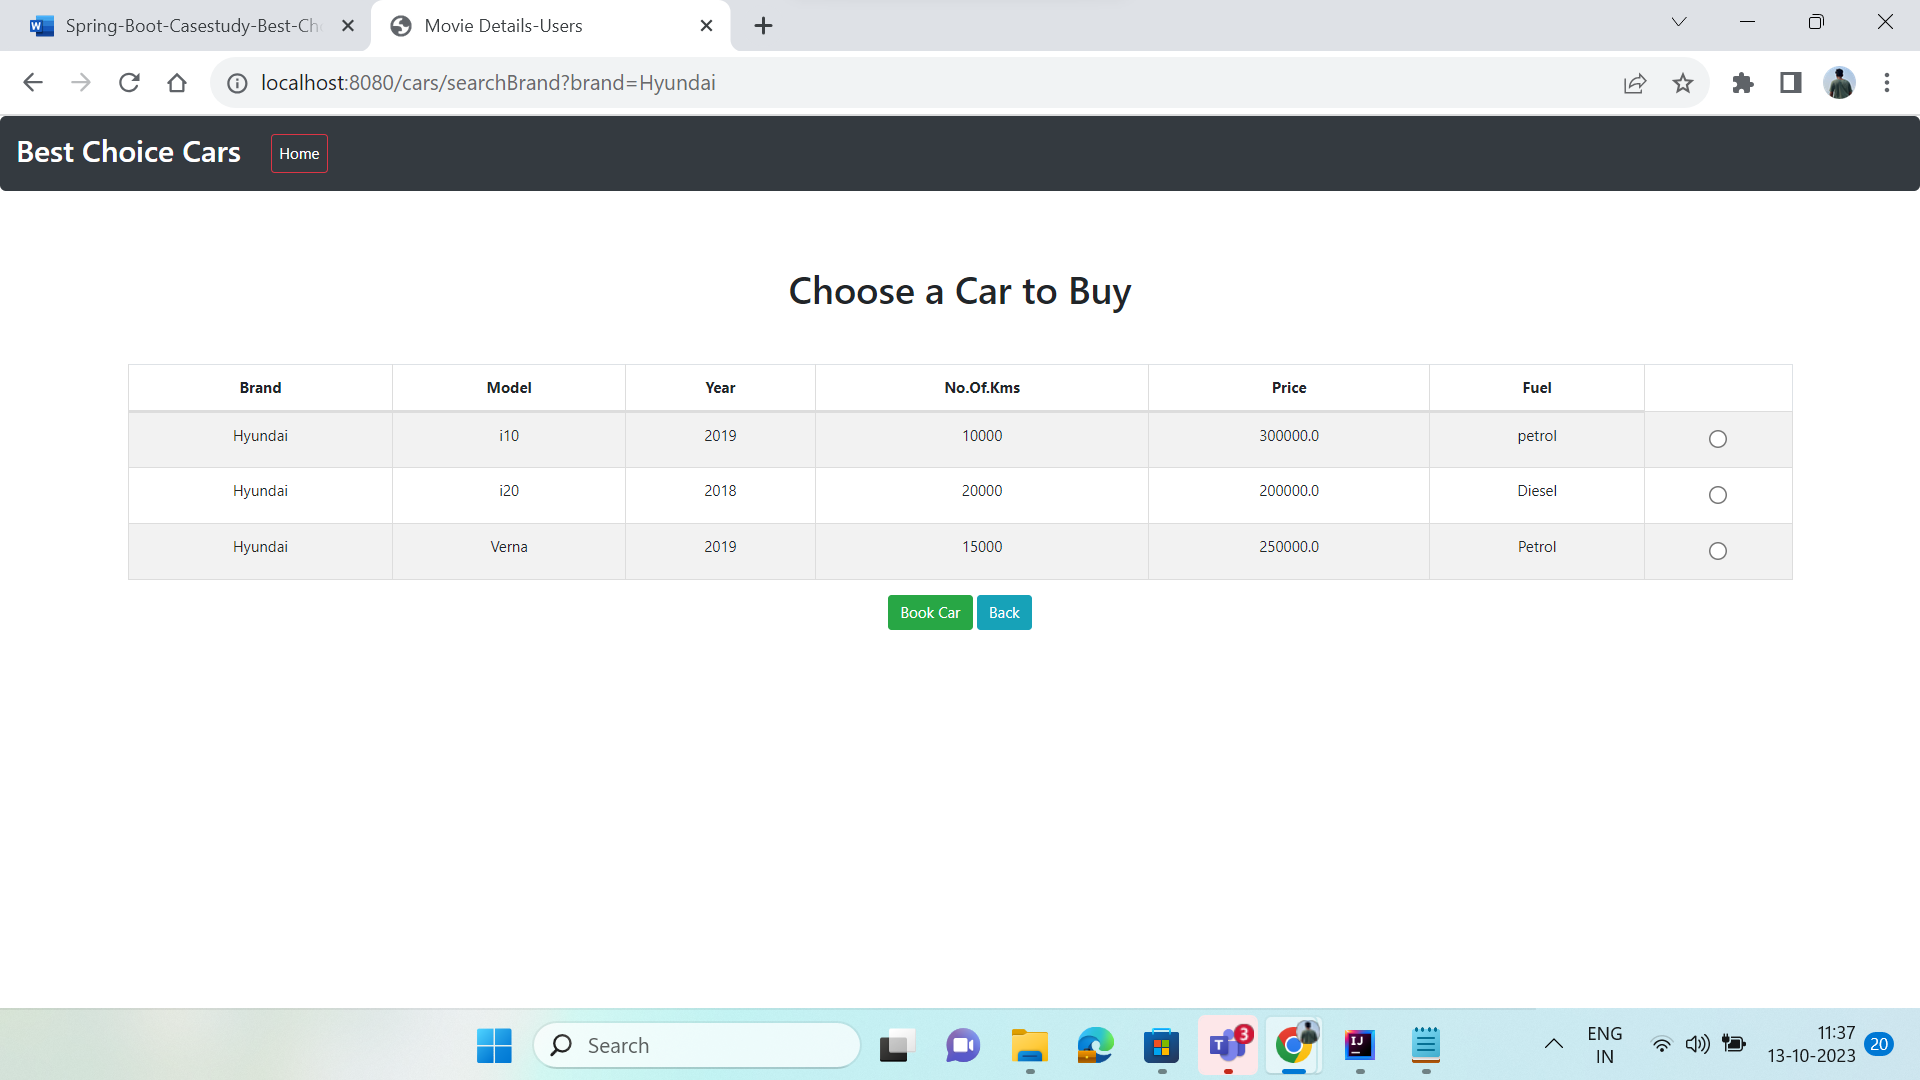 Spring-Boot-Casestudy-Best-Ch
Movie Details-Users
localhost:8080/cars/searchBrand?brand=Hyundai
Best Choice Cars Home
Choose a Car to Buy
Brand Model Year No.Of.Kms Price Fuel
Hyundai i10 2019 10000 300000.0 petrol
Hyundai i20 2018 20000 200000.0 Diesel
Hyundai Verna 2019 15000 250000.0 Petrol
Book Car Back
Search
T
3
IJ
ENG
IN
11:37
13-10-2023
20